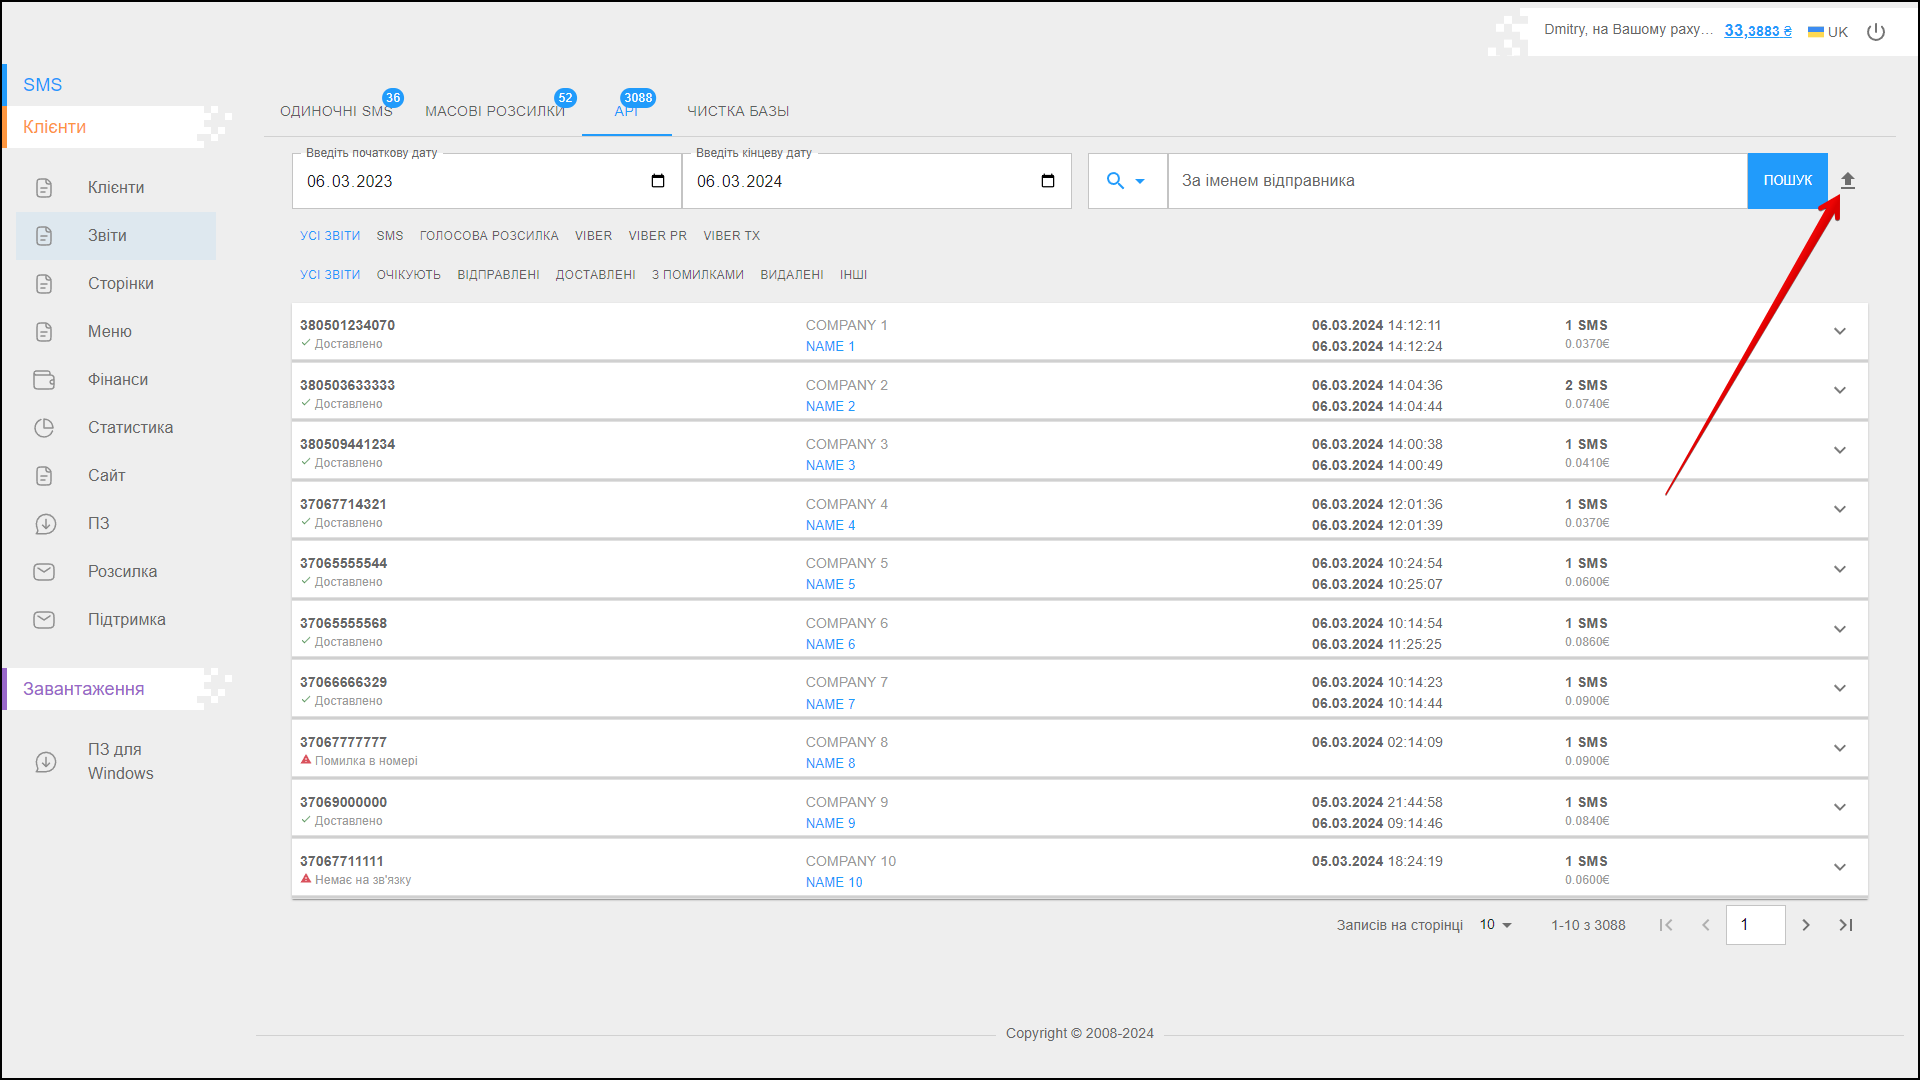 Dmitry, на Вашому раху... 33,3883 ₴ UK
SMS
Клієнти
Клієнти
Звіти
Сторінки
Меню
Фінанси
Статистика
Сайт
ПЗ
Розсилка
Підтримка
Завантаження
ПЗ для
Windows
ОДИНОЧНІ SMS 36 МАСОВІ РОЗСИЛКИ 52 API 3088 ЧИСТКА БАЗЫ
Введіть початкову дату Введіть кінцеву дату
06.03.2023 06.03.2024 За іменем відправника ПОШУК
УСІ ЗВІТИ SMS ГОЛОСОВА РОЗСИЛКА VIBER VIBER PR VIBER TX
УСІ ЗВІТИ ОЧІКУЮТЬ ВІДПРАВЛЕНІ ДОСТАВЛЕНІ З ПОМИЛКАМИ ВИДАЛЕНІ ІНШІ
380501234070 COMPANY 1 06.03.2024 14:12:11 1 SMS
Доставлено NAME 1 06.03.2024 14:12:24 0.0370€
380503633333 COMPANY 2 06.03.2024 14:04:36 2 SMS
Доставлено NAME 2 06.03.2024 14:04:44 0.0740€
380509441234 COMPANY 3 06.03.2024 14:00:38 1 SMS
Доставлено NAME 3 06.03.2024 14:00:49 0.0410€
37067714321 COMPANY 4 06.03.2024 12:01:36 1 SMS
Доставлено NAME 4 06.03.2024 12:01:39 0.0370€
37065555544 COMPANY 5 06.03.2024 10:24:54 1 SMS
Доставлено NAME 5 06.03.2024 10:25:07 0.0600€
37065555568 COMPANY 6 06.03.2024 10:14:54 1 SMS
Доставлено NAME 6 06.03.2024 11:25:25 0.0860€
37066666329 COMPANY 7 06.03.2024 10:14:23 1 SMS
Доставлено NAME 7 06.03.2024 10:14:44 0.0900€
37067777777 COMPANY 8 06.03.2024 02:14:09 1 SMS
Помилка в номері NAME 8 0.0900€
37069000000 COMPANY 9 05.03.2024 21:44:58 1 SMS
Доставлено NAME 9 06.03.2024 09:14:46 0.0840€
37067711111 COMPANY 10 05.03.2024 18:24:19 1 SMS
Немає на зв'язку NAME 10 0.0600€
Записів на сторінці 10 1-10 з 3088 1
Copyright © 2008-2024